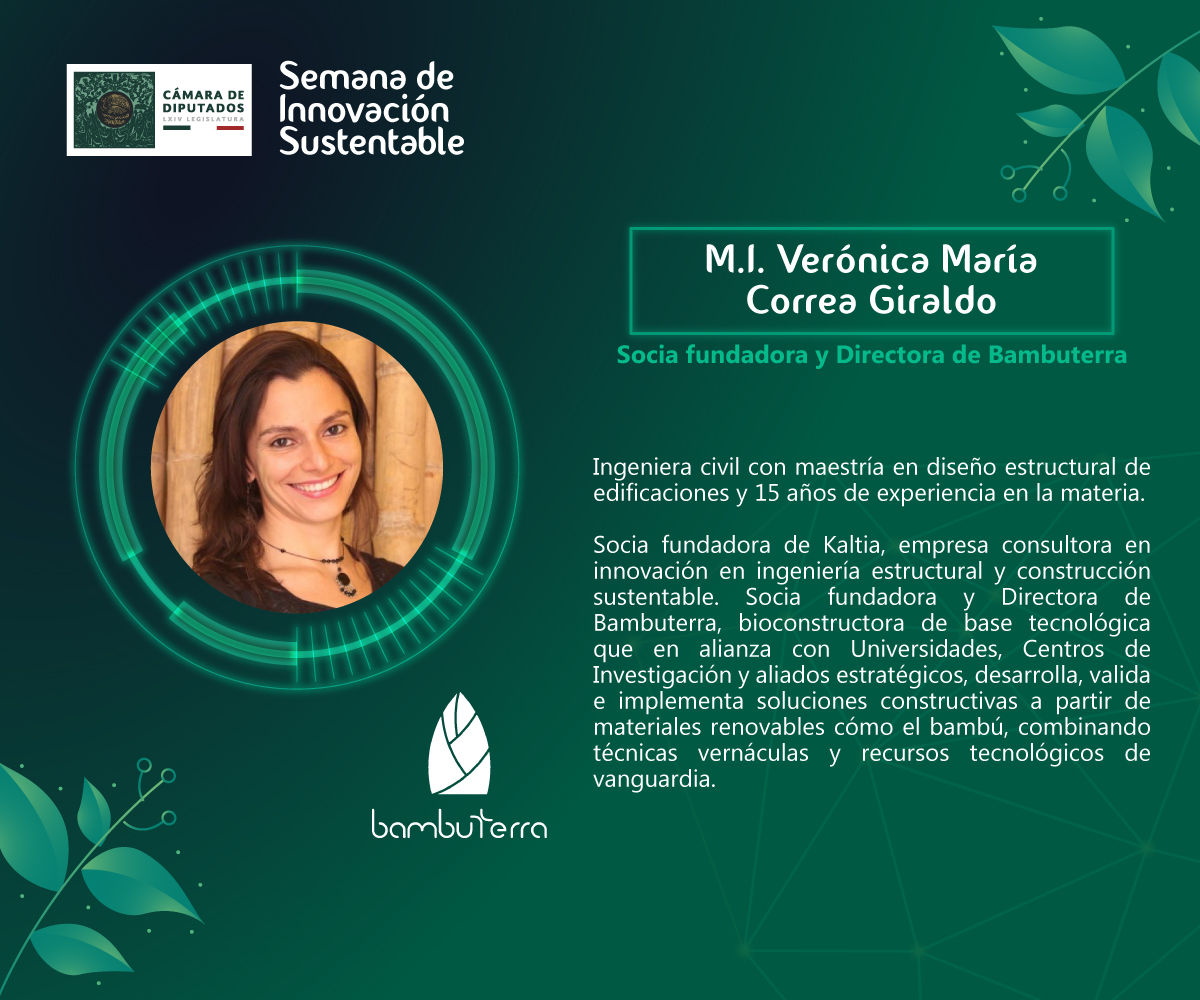 CÁMARA DE
DIPUTADOS
LXIV LEGISLATURA
Semana de
Innovación
Sustentable
M.I. Verónica María
Correa Giraldo
Socia fundadora y Directora de Bambuterra
Ingeniera civil con maestría en diseño estructural de
edificaciones y 15 años de experiencia en la materia.
Socia fundadora de Kaltia, empresa consultora en
innovación en ingeniería estructural y construcción
sustentable. Socia fundadora y Directora de
Bambuterra, bioconstructora de base tecnológica
que en alianza con Universidades, Centros de
Investigación y aliados estratégicos, desarrolla, valida
e implementa soluciones constructivas a partir de
materiales renovables cómo el bambú, combinando
técnicas vernáculas y recursos tecnológicos de
vanguardia.
bambuterra